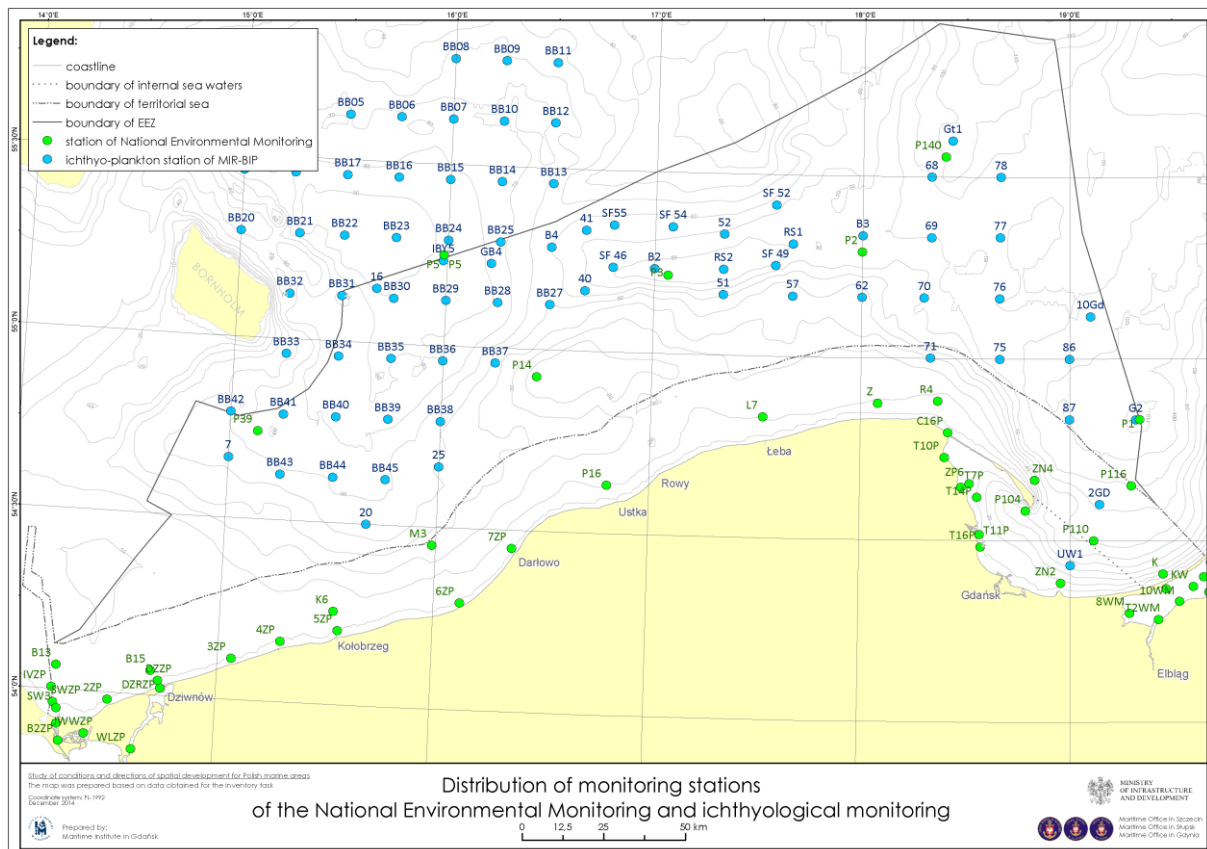 14°0'E
15°0'E
16°0'E
17°0'E
18°0'E
19°0'E
Legend:
coastline
boundary of internal sea waters
boundary of territorial sea
boundary of EEZ
station of National Environmental Monitoring
ichthyo-plankton station of MIR-BIP
BB08
BB09
BB11
BB05
BB06
BB07
BB10
BB12
Gt1
P140
55°30'N
BB17
BB16
BB15
BB14
BB13
68
78
SF 52
BB20
BB21
BB22
BB23
BB24
BB25
41
SF55
SF 54
52
B3
69
77
IBY5
B4
RS1
P2
P5
P5
GB4
SF 46
B2
P3
RS2
SF 49
BORNHOLM
BB32
BB31
16
BB30
BB29
BB28
BB27
40
51
57
62
70
76
10Gd
55°0'N
BB33
BB34
BB35
BB36
BB37
P14
71
75
86
BB42
BB41
BB40
BB39
BB38
L7
Z
R4
87
G2
P1
P39
C16P
7
25
Łeba
T10P
BB43
BB44
BB45
P16
Rowy
ZP6
T7P
ZN4
P116
T14P
2GD
54°30'N
20
Ustka
P104
M3
7ZP
T16P
T11P
P110
Darłowo
UW1
K
KW
6ZP
Gdańsk
ZN2
10WM
8WM
T2WM
K6
5ZP
4ZP
Kołobrzeg
3ZP
B13
B15
DZZP
Elbląg
54°0'N
IVZP
SWZP
2ZP
DZRZP
SW3
Dziwnów
IWWZP
B2ZP
WLZP
Study of conditions and directions of spatial development for Polish marine areas
The map was prepared based on data obtained for the inventory task
Coordinate system: PL-1992
December 2014
Prepared by:
Maritime Institute in Gdańsk
Distribution of monitoring stations
of the National Environmental Monitoring and ichthyological monitoring
0 12,5 25 50 km
MINISTRY
OF INFRASTRUCTURE
AND DEVELOPMENT
Maritime Office in Szczecin
Maritime Office in Słupsk
Maritime Office in Gdynia